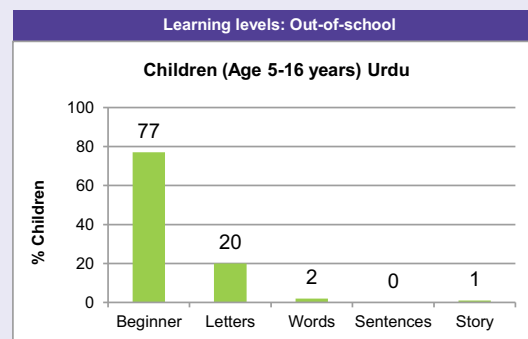 Learning levels: Out-of-school
Children (Age 5-16 years) Urdu
% Children
100
80
60
40
20
0
77
20
2
0
1
Beginner Letters Words Sentences Story